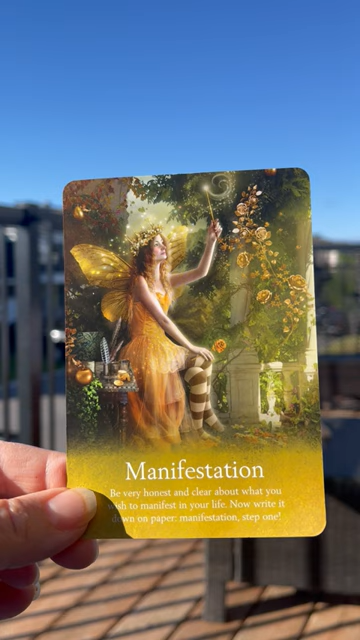 Manifestation
Be very honest and clear about what you
wish to manifest in your life. Now write it
down on paper: manifestation, step one!